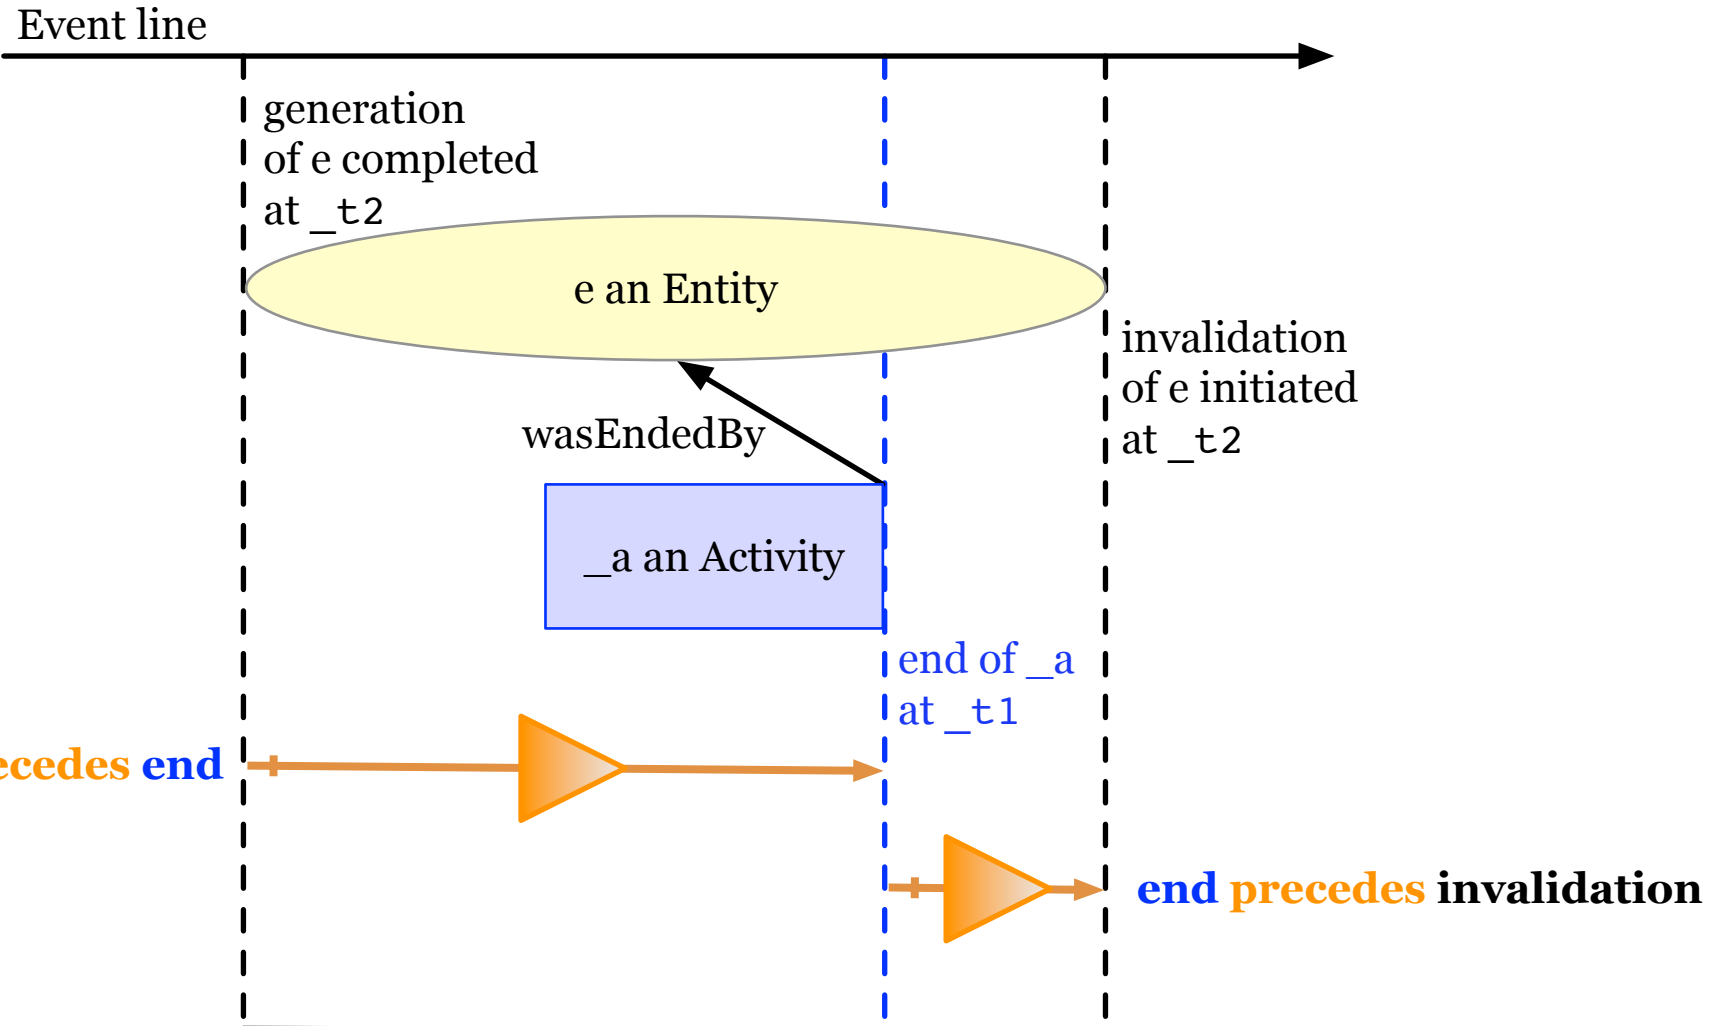 Event line
generation
of e completed
at _t2
e an Entity
invalidation
of e initiated
at _t2
wasEndedBy
_a an Activity
end of _a
at _t1
end
end precedes invalidation